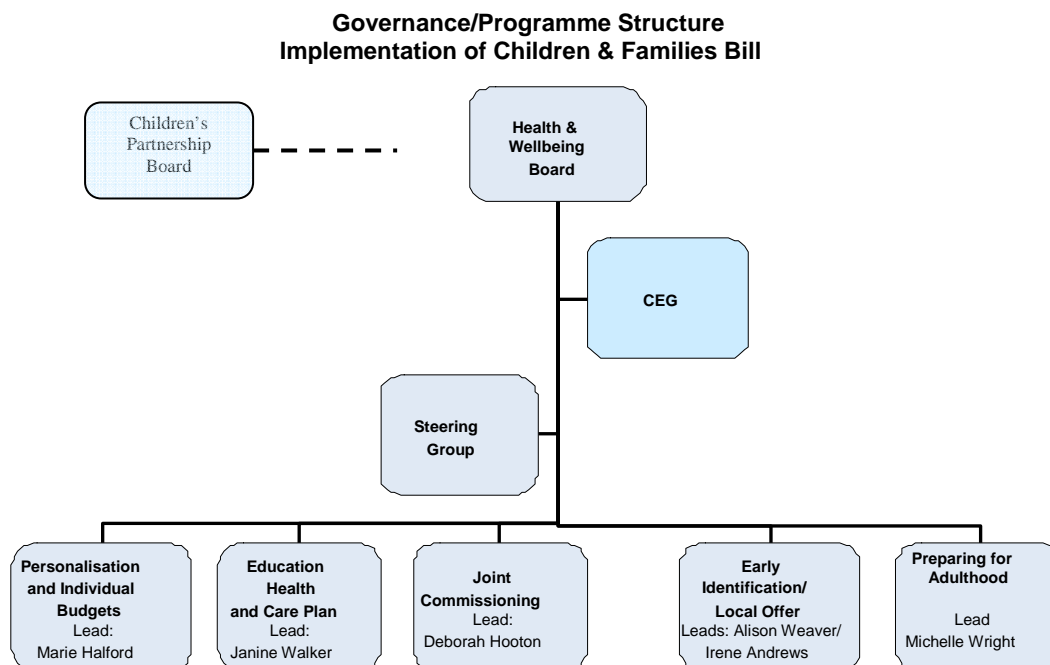 Governance/Programme Structure
Implementation of Children & Families Bill
Children's
Partnership
Board
Health &
Wellbeing
Board
CEG
Steering
Group
Personalisation
and Individual
Budgets
Lead:
Marie Halford
Education
Health
and Care Plan
Lead:
Janine Walker
Joint
Commissioning
Lead:
Deborah Hooton
Early
Identification/
Local Offer
Leads: Alison Weaver/
Irene Andrews
Preparing for
Adulthood
Lead
Michelle Wright